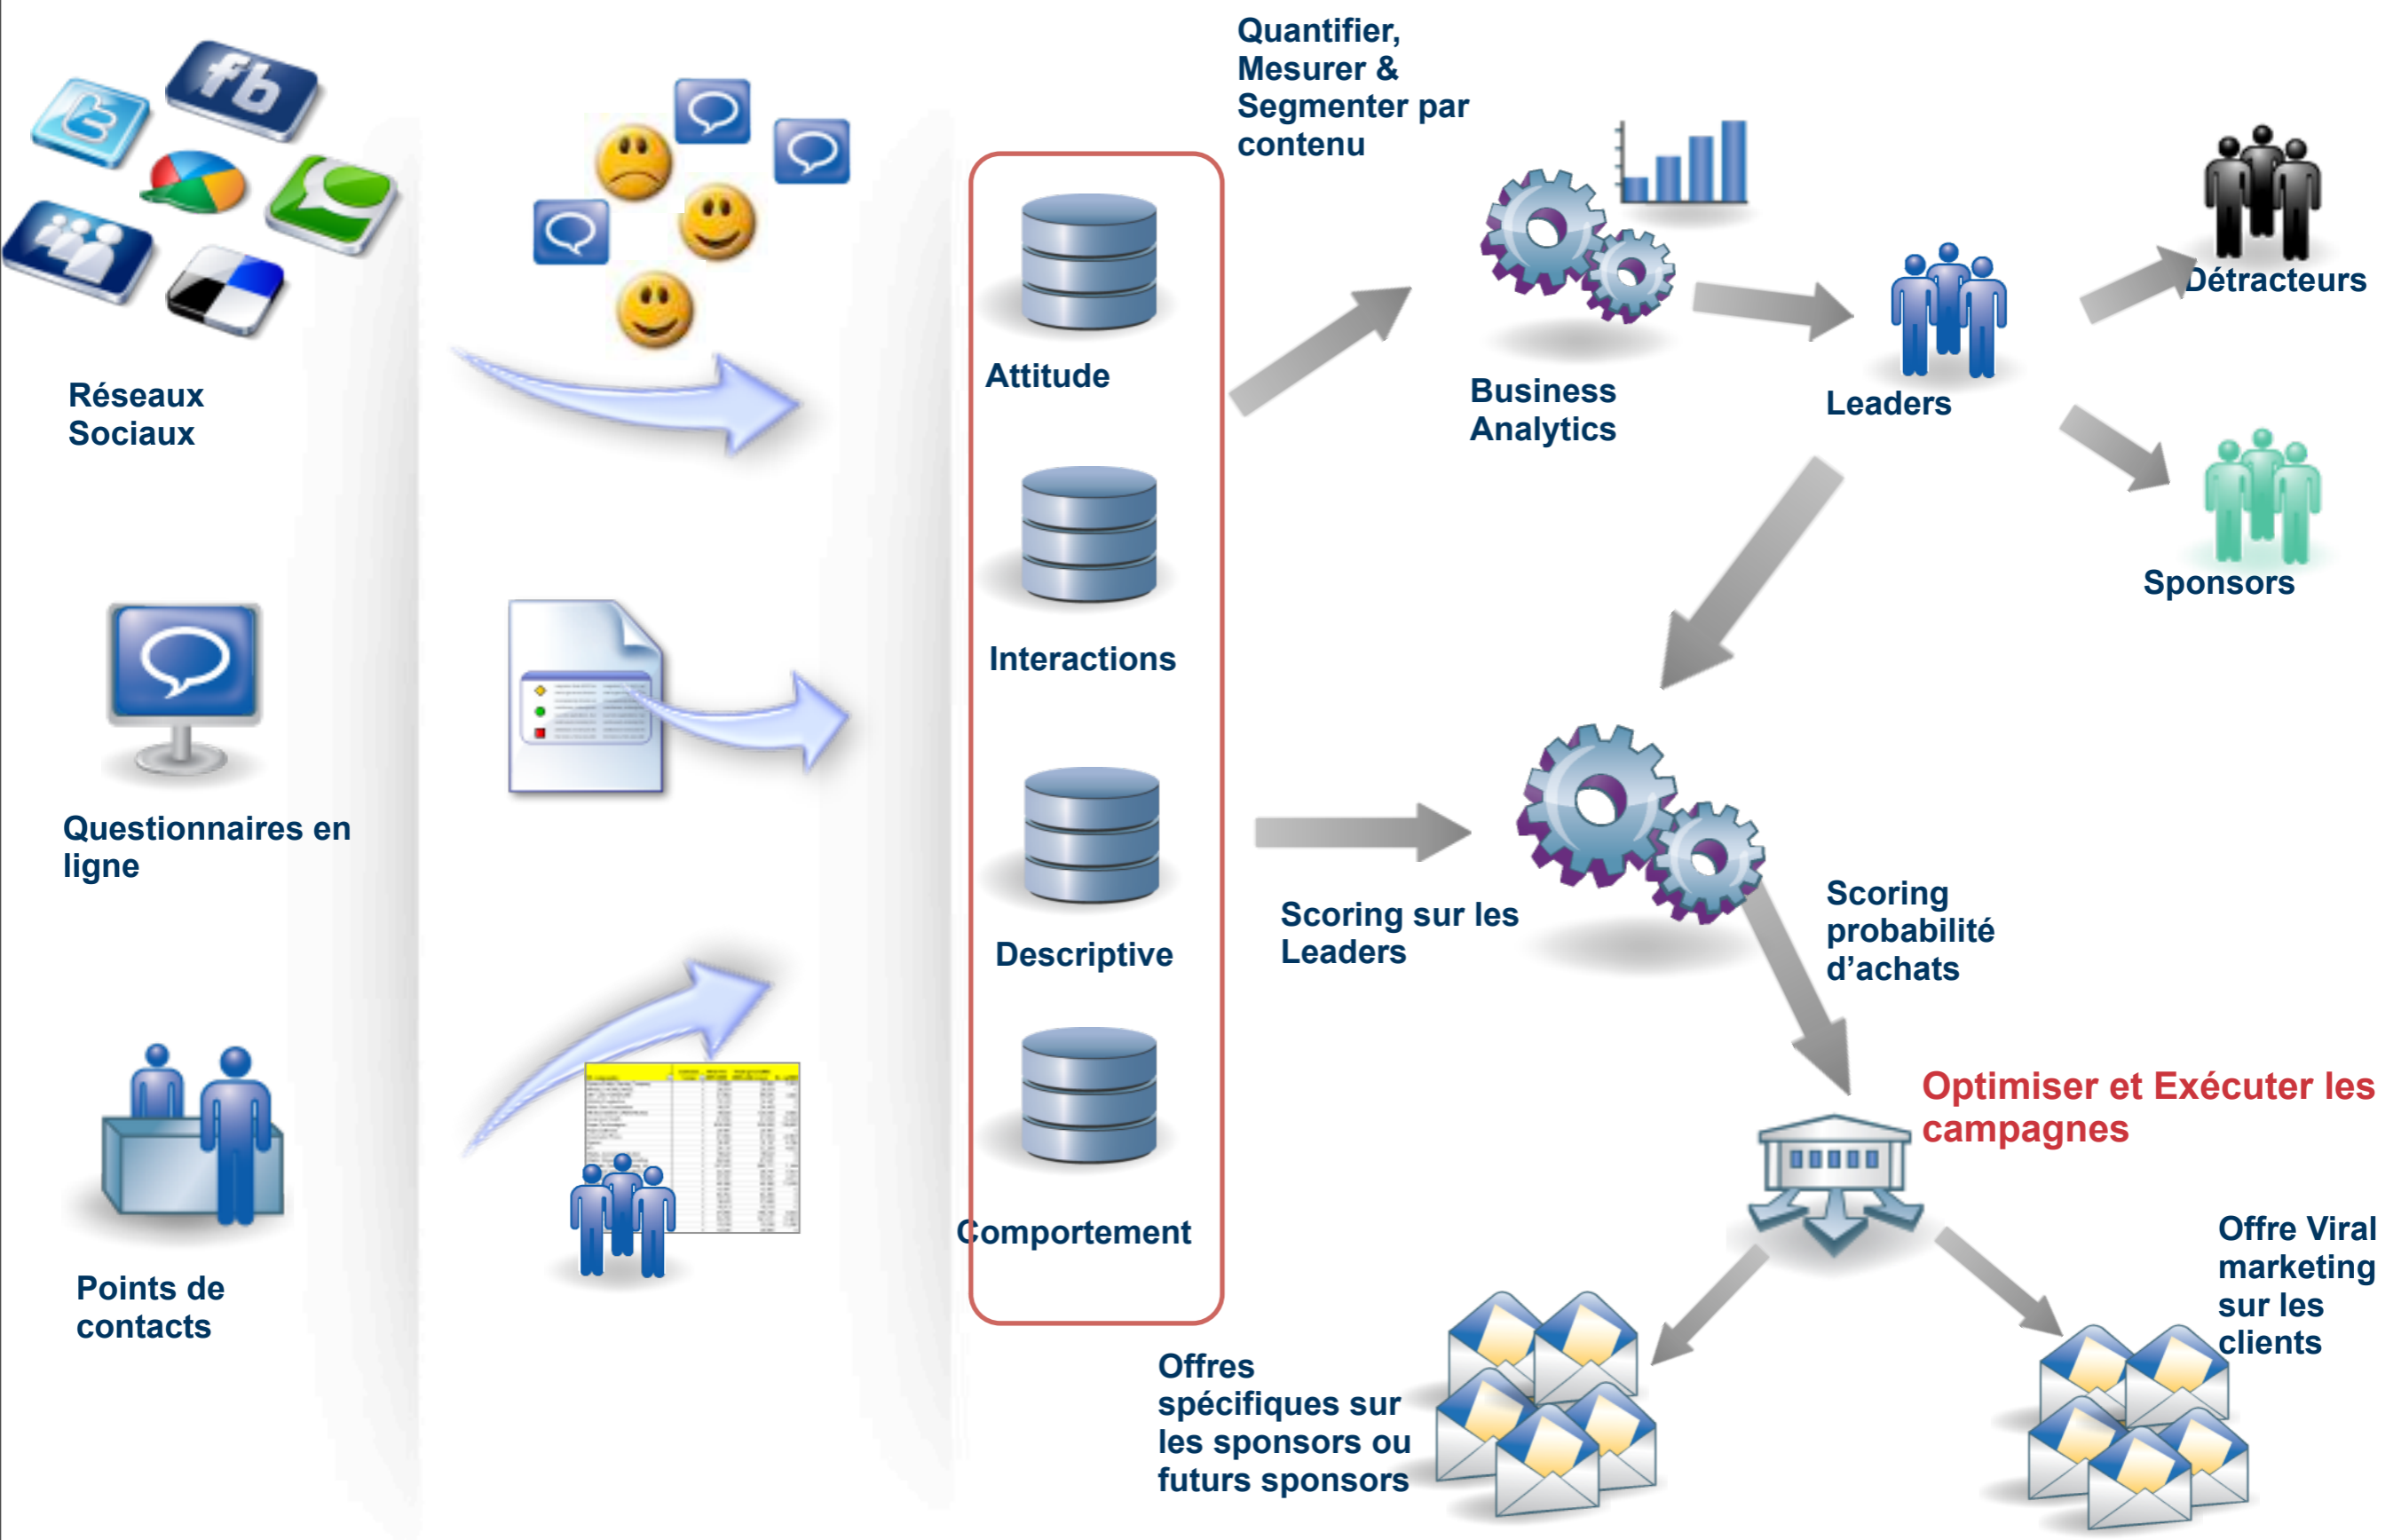 fb
Réseaux
Sociaux
Questionnaires en
ligne
Points de
contacts
Attitude
Interactions
Descriptive
Comportement
Quantifier,
Mesurer &
Segmenter par
contenu
Business
Analytics
Leaders
Détracteurs
Sponsors
Scoring sur les
Leaders
Scoring
probabilité
d’achats
Optimiser et Exécuter les
campagnes
Offres
spécifiques sur
les sponsors ou
futurs sponsors
Offre Viral
marketing
sur les
clients